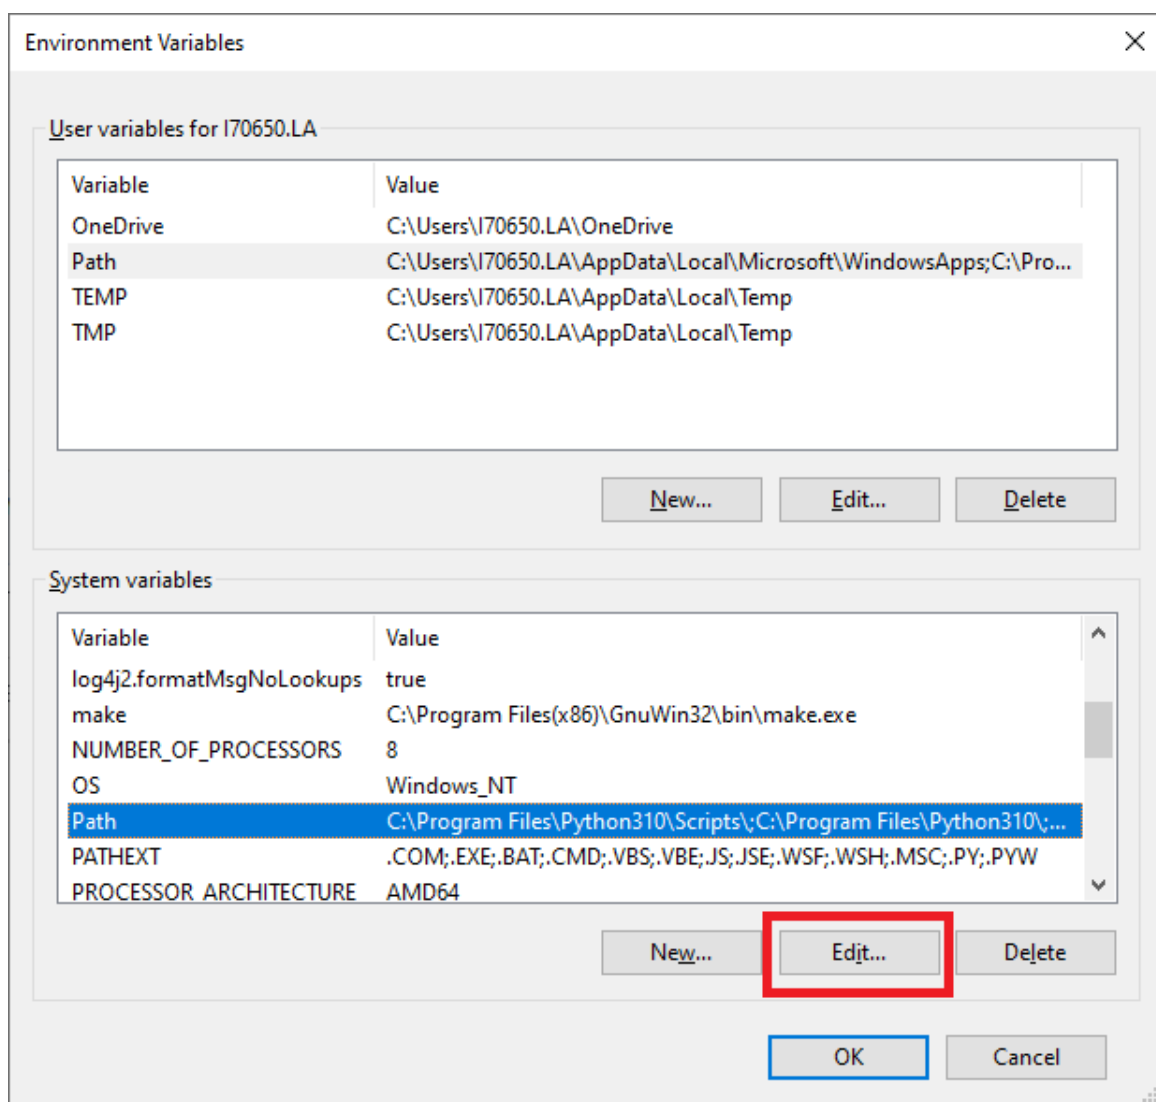 Environment Variables
User variables for I70650.LA
Variable Value
OneDrive C:\Users\I70650.LA\OneDrive
Path C:\Users\I70650.LA\AppData\Local\Microsoft\WindowsApps;C:\Pro...
TEMP C:\Users\I70650.LA\AppData\Local\Temp
TMP C:\Users\I70650.LA\AppData\Local\Temp
New... Edit... Delete
System variables
Variable Value
log4j2.formatMsgNoLookups true
make C:\Program Files(x86)\GnuWin32\bin\make.exe
NUMBER_OF_PROCESSORS 8
OS Windows_NT
Path C:\Program Files\Python310\Scripts\;C:\Program Files\Python310\;...
PATHEXT .COM;.EXE;.BAT;.CMD;.VBS;.VBE;.JS;.JSE;.WSF;.WSH;.MSC;.PY;.PYW
PROCESSOR_ARCHITECTURE AMD64
New... Edit... Delete
OK Cancel